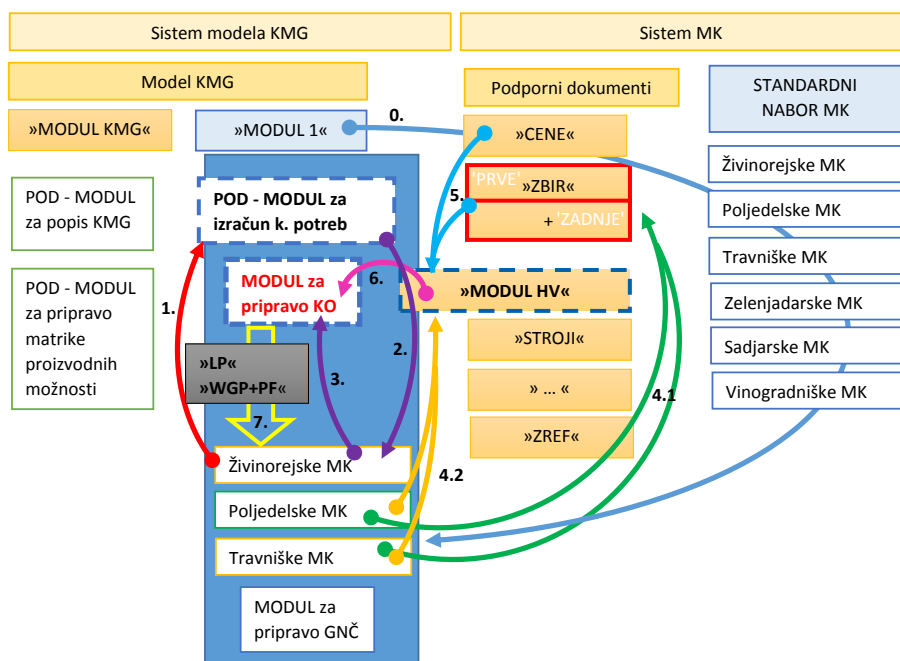 Sistem modela KMG
Sistem MK
Model KMG
Podporni dokumenti
STANDARDNI
NABOR MK
»MODUL KMG«
»MODUL 1«
0.
»CENE«
POD - MODUL
za popis KMG
POD - MODUL
za pripravo
matrike
proizvodnih
možnosti
POD - MODUL za
izračun k. potreb
MODUL za
pripravo KO
1.
2.
3.
4.1
4.2
5.
6.
7.
»LP«
»WGP+PF«
'PRVE'
»ZBIR«
+ 'ZADNJE'
»MODUL HV«
»STROJI«
» ... «
»ZREF«
Živinorejske MK
Poljedelske MK
Travniške MK
MODUL za
pripravo GNČ
Živinorejske MK
Poljedelske MK
Travniške MK
Zelenjadarske MK
Sadjarske MK
Vinogradniške MK